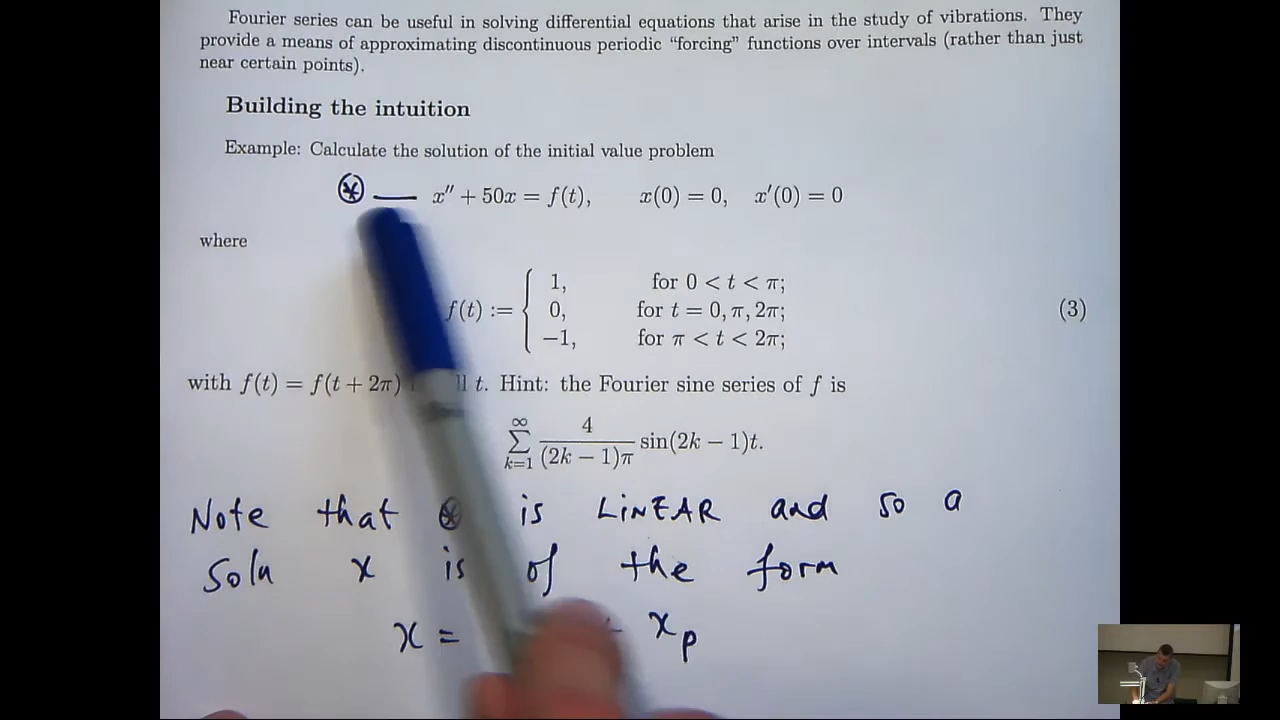 Fourier series can be useful in solving differential equations that arise in the study of vibrations. They
provide a means of approximating discontinuous periodic “forcing” functions over intervals (rather than just
near certain points).
Building the intuition
Example: Calculate the solution of the initial value problem
⊛ — x″ + 50x = f(t), x(0) = 0, x′(0) = 0
where
f(t) := { 1, for 0 < t < π;
0, for t = 0, π, 2π;
−1, for π < t < 2π;
(3)
with f(t) = f(t + 2π) t. Hint: the Fourier sine series of f is
∞ ∑ k=1 4 / (2k − 1)π sin(2k − 1)t.
Note that ⊛ is LINEAR and so a
Soln x is of the form
x = + xp